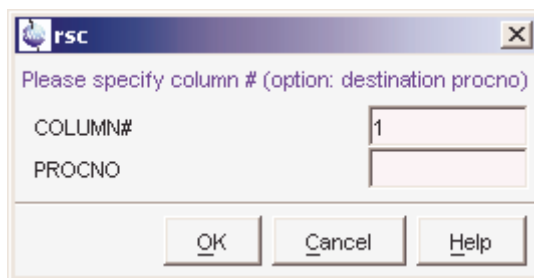 rsc
Please specify column # (option: destination procno)
COLUMN# 1
PROCNO
OK Cancel Help